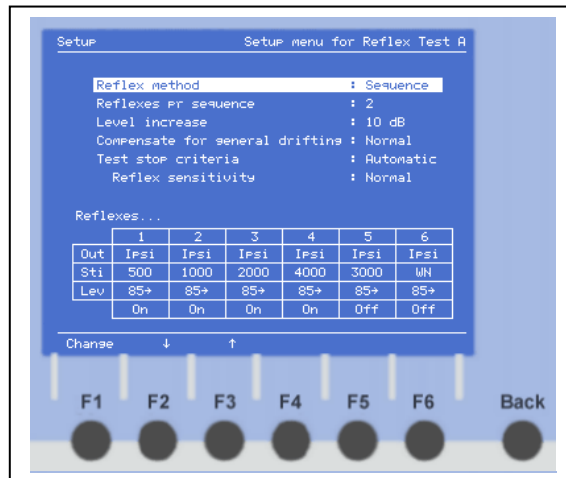 Setup Setup menu for Reflex Test A
Reflex method : Sequence
Reflexes pr sequence : 2
Level increase : 10 dB
Compensate for general drifting : Normal
Test stop criteria : Automatic
Reflex sensitivity : Normal
Reflexes...
1 2 3 4 5 6
Out Ipsi Ipsi Ipsi Ipsi Ipsi Ipsi
Sti 500 1000 2000 4000 3000 WN
Lev 85→ 85→ 85→ 85→ 85→ 85→
On On On On Off Off
Change ↓ ↑
F1 F2 F3 F4 F5 F6 Back